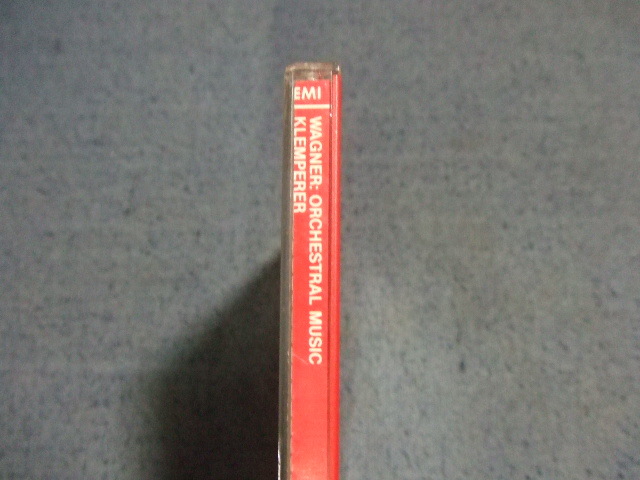 EMI
WAGNER: ORCHESTRAL MUSIC
KLEMPERER